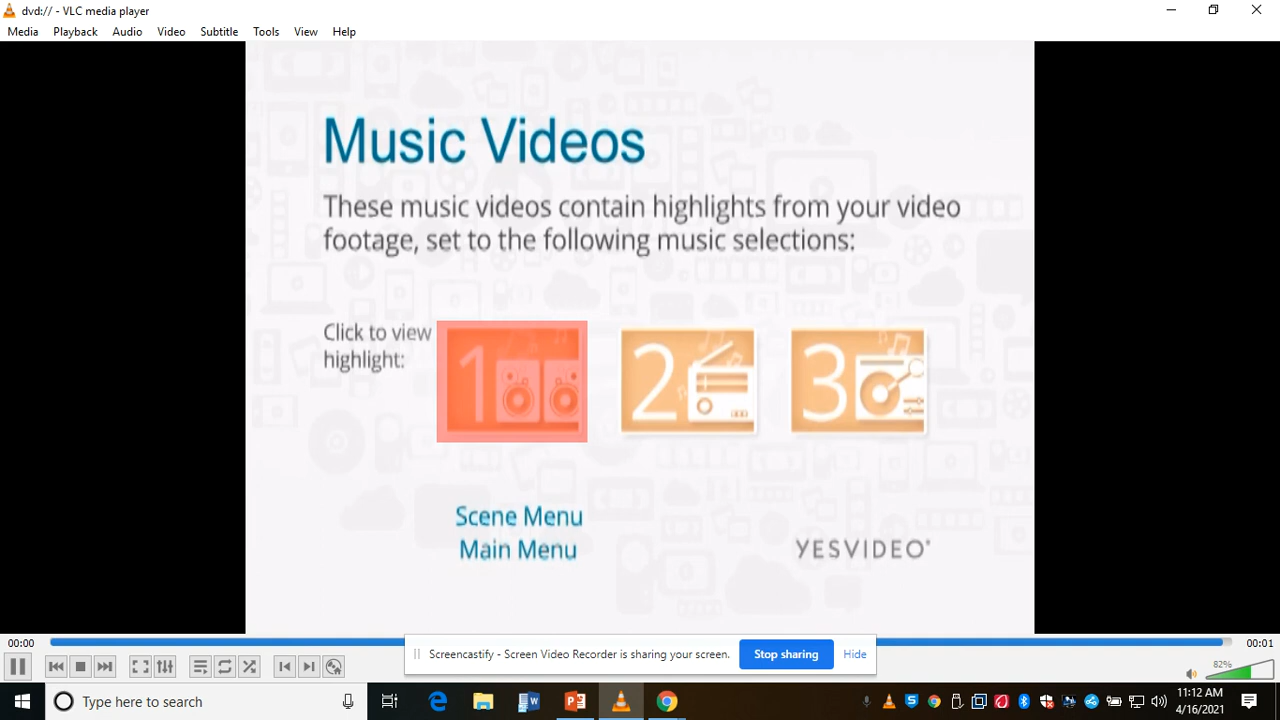 dvd:// - VLC media player
Media Playback Audio Video Subtitle Tools View Help
Music Videos
These music videos contain highlights from your video
footage, set to the following music selections:
Click to view
highlight:
1 2 3
Scene Menu
Main Menu
YESVIDEO
00:00 00:01
Screencastify - Screen Video Recorder is sharing your screen. Stop sharing Hide
82%
Type here to search
11:12 AM
4/16/2021